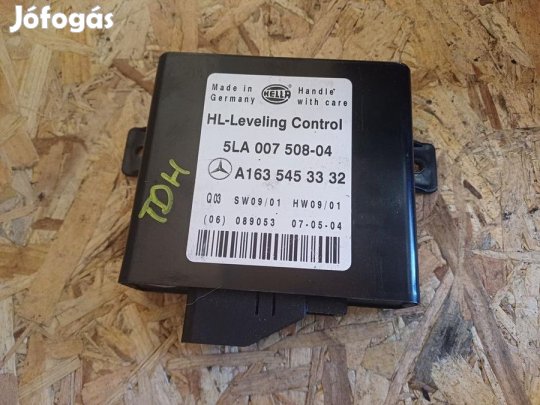 Jófogás
Made in Germany
HELLA
Handle with care
HL-Leveling Control
5LA 007 508-04
A163 545 33 32
Q03 SW09/01 HW09/01
(06) 089053 07-05-04
TDH